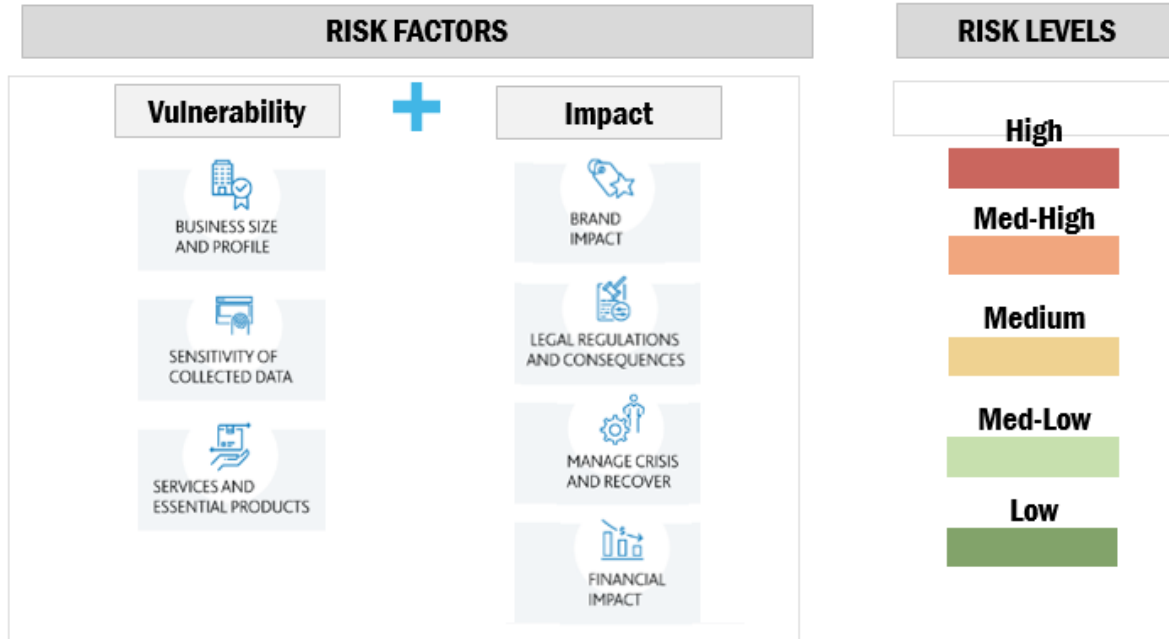 RISK FACTORS
Vulnerability
Impact
BUSINESS SIZE
AND PROFILE
SENSITIVITY OF
COLLECTED DATA
SERVICES AND
ESSENTIAL PRODUCTS
BRAND
IMPACT
LEGAL REGULATIONS
AND CONSEQUENCES
MANAGE CRISIS
AND RECOVER
FINANCIAL
IMPACT
RISK LEVELS
High
Med-High
Medium
Med-Low
Low